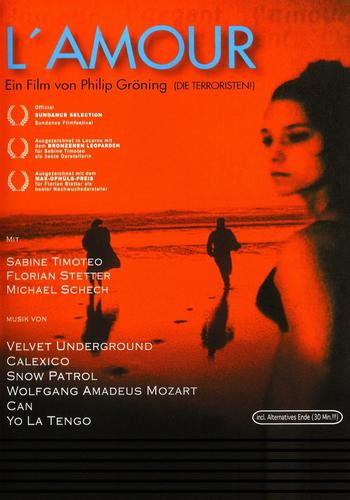 L´AMOUR
Ein Film von Philip Gröning (DIE TERRORISTEN!)
Official
SUNDANCE SELECTION
Sundance Filmfestival
Ausgezeichnet in Locarno mit
dem BRONZENEN LEOPARDEN
für Sabine Timoteo
als beste Darstellerin
Ausgezeichnet mit dem
MAX-OPHÜLS-PREIS
für Florian Stetter als
bester Nachwuchsdarsteller
MIT
SABINE TIMOTEO
FLORIAN STETTER
MICHAEL SCHECH
MUSIK VON
VELVET UNDERGROUND
CALEXICO
SNOW PATROL
WOLFGANG AMADEUS MOZART
CAN
YO LA TENGO
incl. Alternatives Ende (30 Min.!!!)